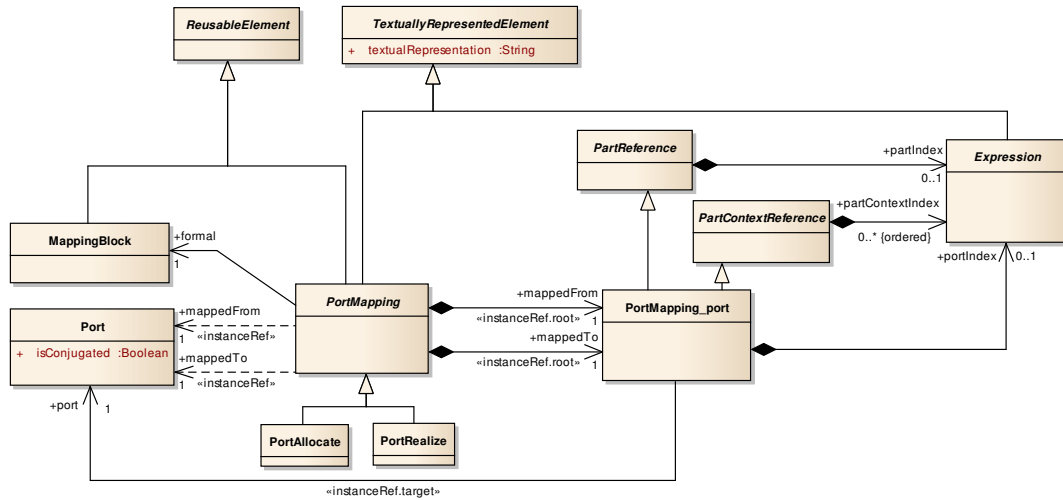 ReusableElement
TextuallyRepresentedElement
+ textualRepresentation :String
PartReference
+partIndex
0..1
Expression
PartContextReference
+partContextIndex
0..* {ordered}
+portIndex
0..1
MappingBlock
+formal
1
PortMapping
+mappedFrom
«instanceRef.root»
1
+mappedTo
«instanceRef.root»
1
PortMapping_port
Port
+ isConjugated :Boolean
+mappedFrom
1
«instanceRef»
+mappedTo
1
«instanceRef»
+port
1
PortAllocate
PortRealize
«instanceRef.target»